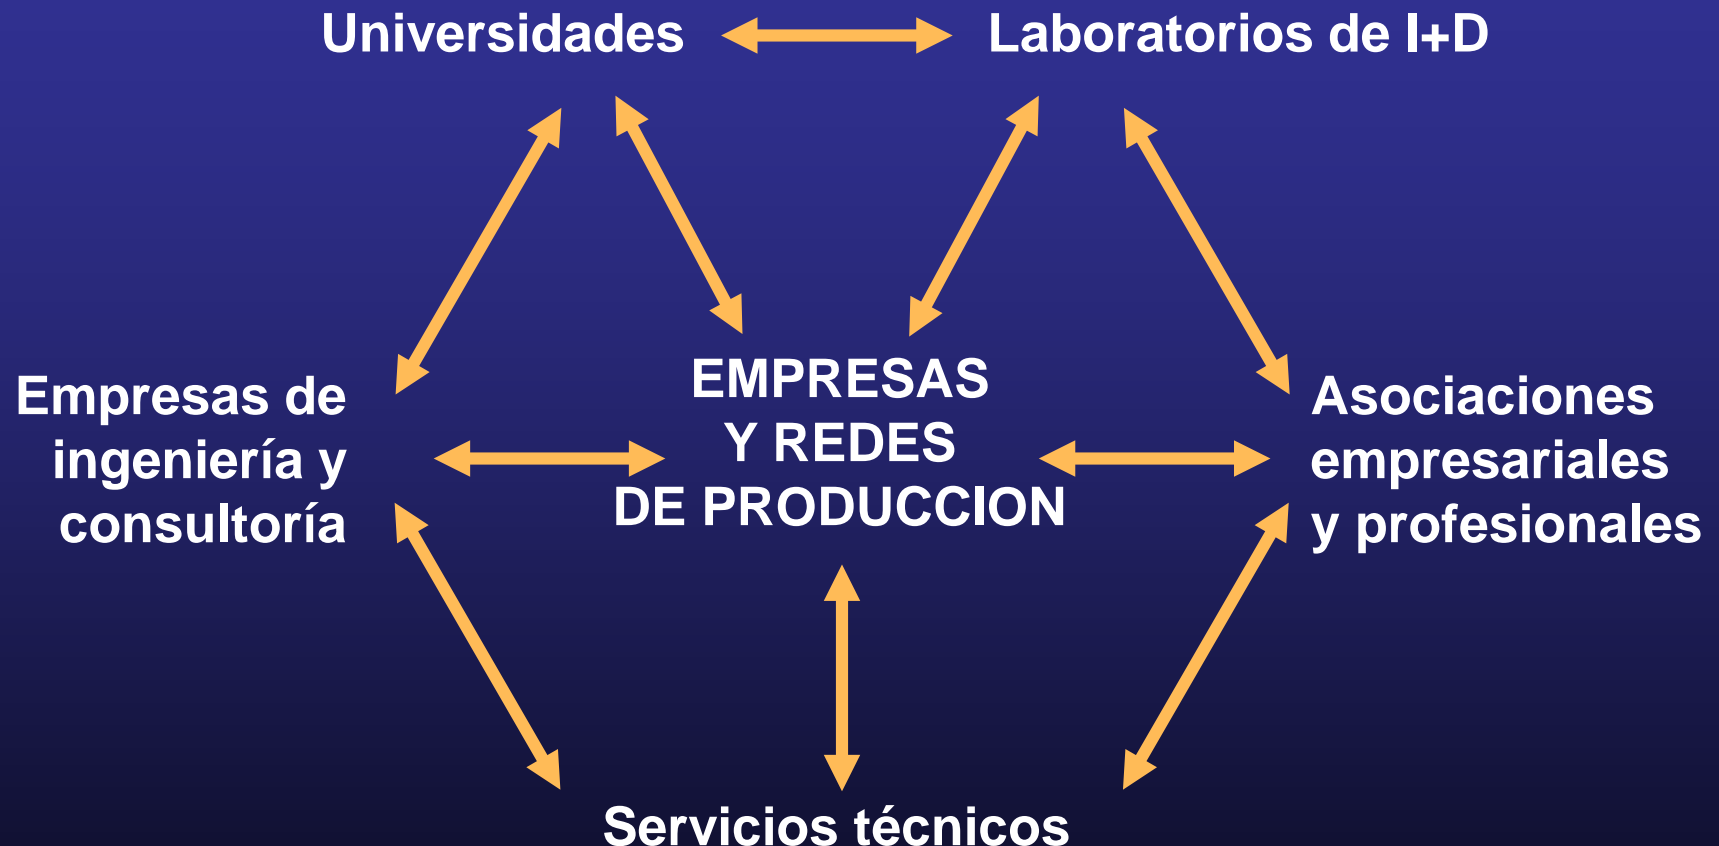 Universidades
Laboratorios de I+D
Empresas de
ingeniería y
consultoría
EMPRESAS
Y REDES
DE PRODUCCION
Asociaciones
empresariales
y profesionales
Servicios técnicos